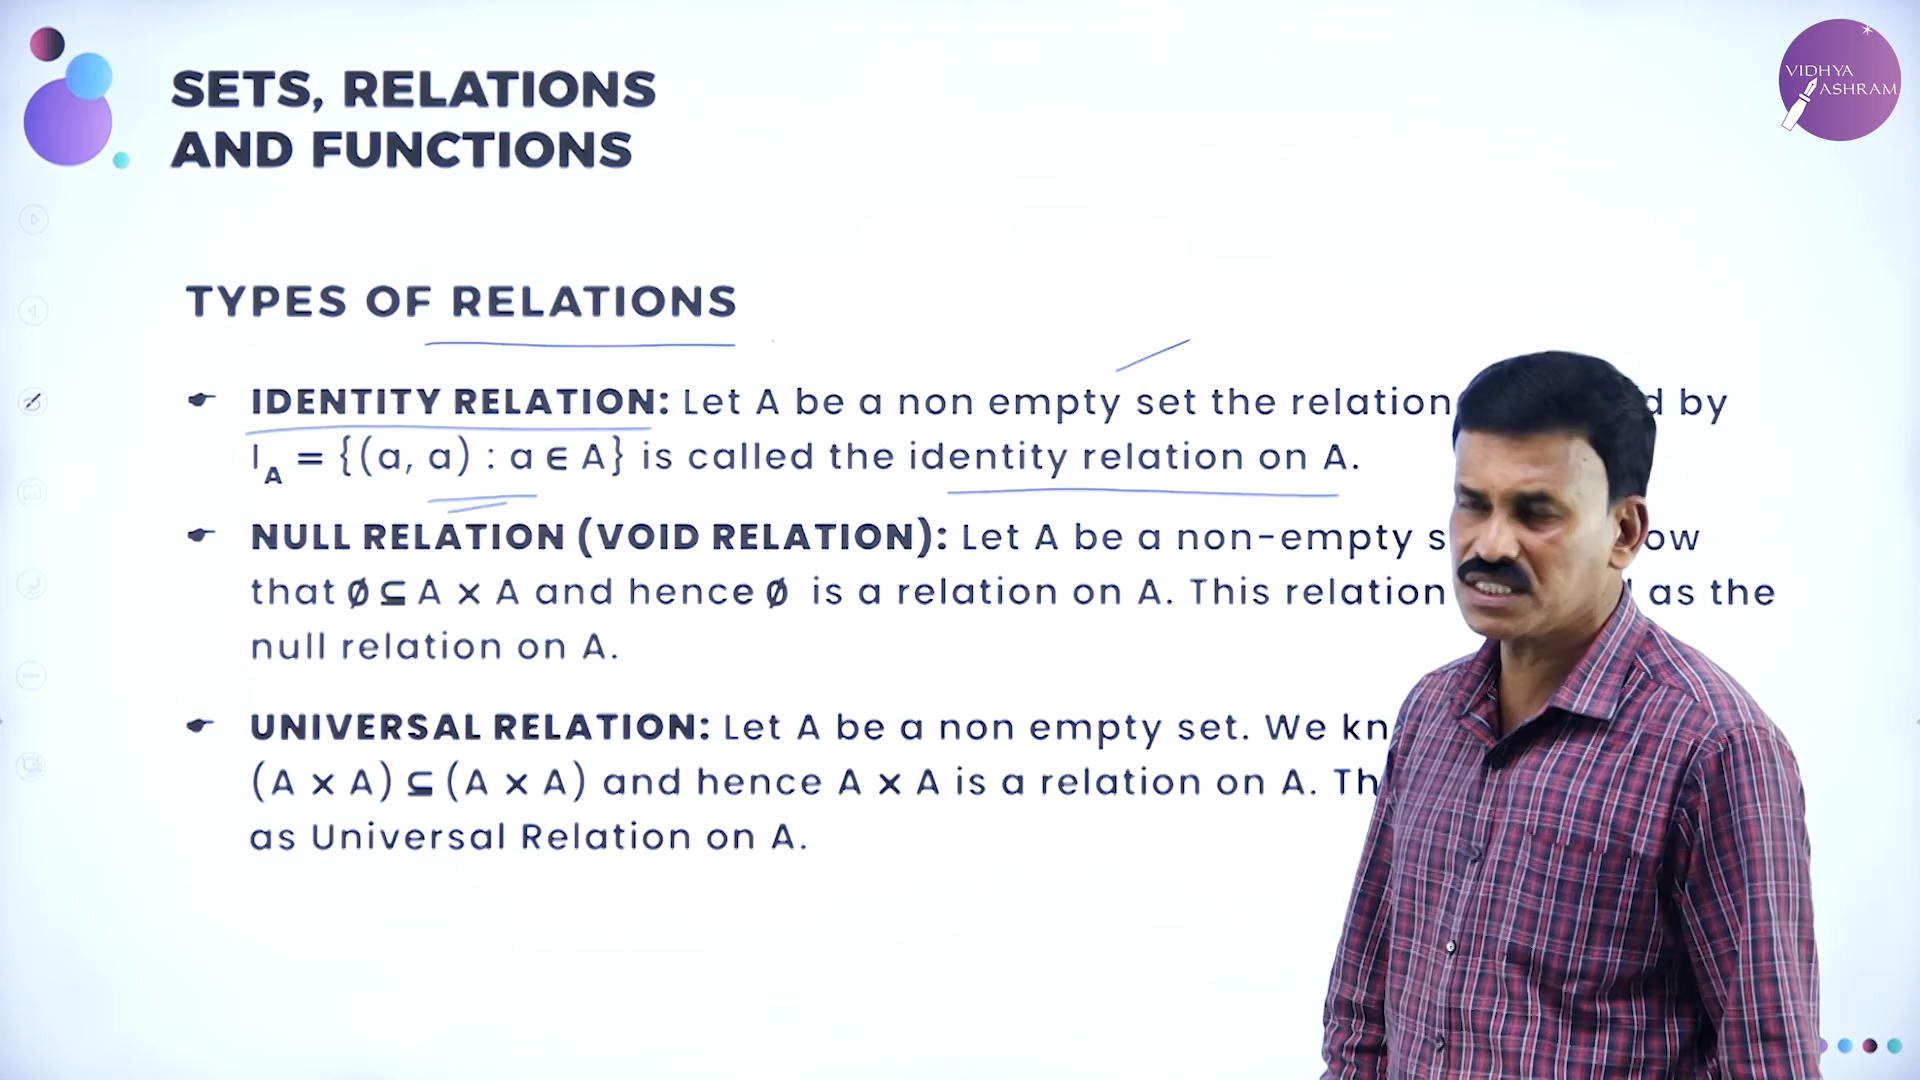 SETS, RELATIONS
AND FUNCTIONS
VIDHYA
ASHRAM
TYPES OF RELATIONS
IDENTITY RELATION: Let A be a non empty set the relation by
I_A = {(a, a) : a ∈ A} is called the identity relation on A.
NULL RELATION (VOID RELATION): Let A be a non-empty
that ∅ ⊆ A × A and hence ∅ is a relation on A. This relation as the
null relation on A.
UNIVERSAL RELATION: Let A be a non empty set. We
(A × A) ⊆ (A × A) and hence A × A is a relation on A.
as Universal Relation on A.